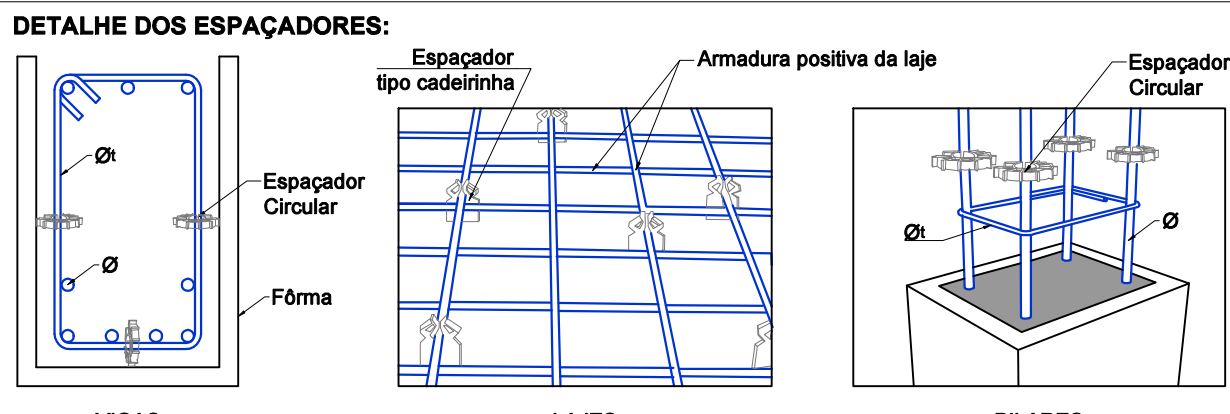 DETALHE DOS ESPAÇADORES:
Øt
Espaçador
Circular
Ø
Fôrma
Espaçador
tipo cadeirinha
Armadura positiva da laje
Espaçador
Circular
Øt
Ø